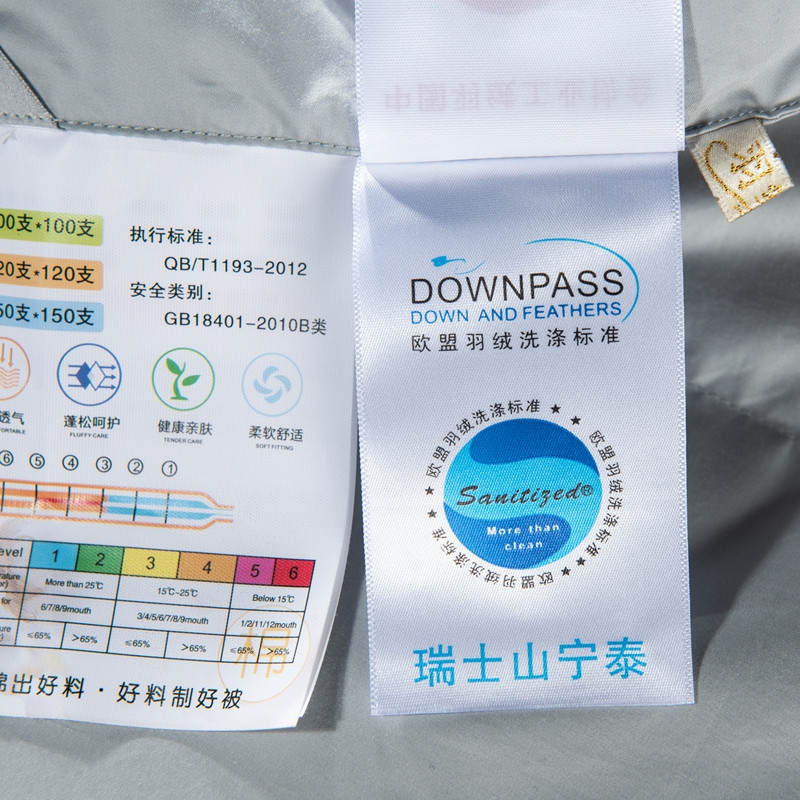 00支*100支
20支*120支
50支*150支
执行标准：
QB/T1193-2012
安全类别：
GB18401-2010B类
透气
蓬松呵护
FLUFFY CARE
健康亲肤
TENDER CARE
柔软舒适
SOFT FITTING
⑥ ⑤ ④ ③ ② ①
evel 1 2 3 4 5 6
More than 25℃ 15℃~25℃ Below 15℃
for 6/7/8/9mouth 3/4/5/6/7/8/9mouth 1/2/11/12mouth
≤65% >65% ≤65% >65% ≤65% >65%
棉
棉出好料·好料制好被
DOWNPASS
DOWN AND FEATHERS
欧盟羽绒洗涤标准
欧盟羽绒洗涤标准★★欧盟羽绒洗涤标准★★欧盟羽绒洗涤标准★★
Sanitized®
More than
clean
瑞士山宁泰